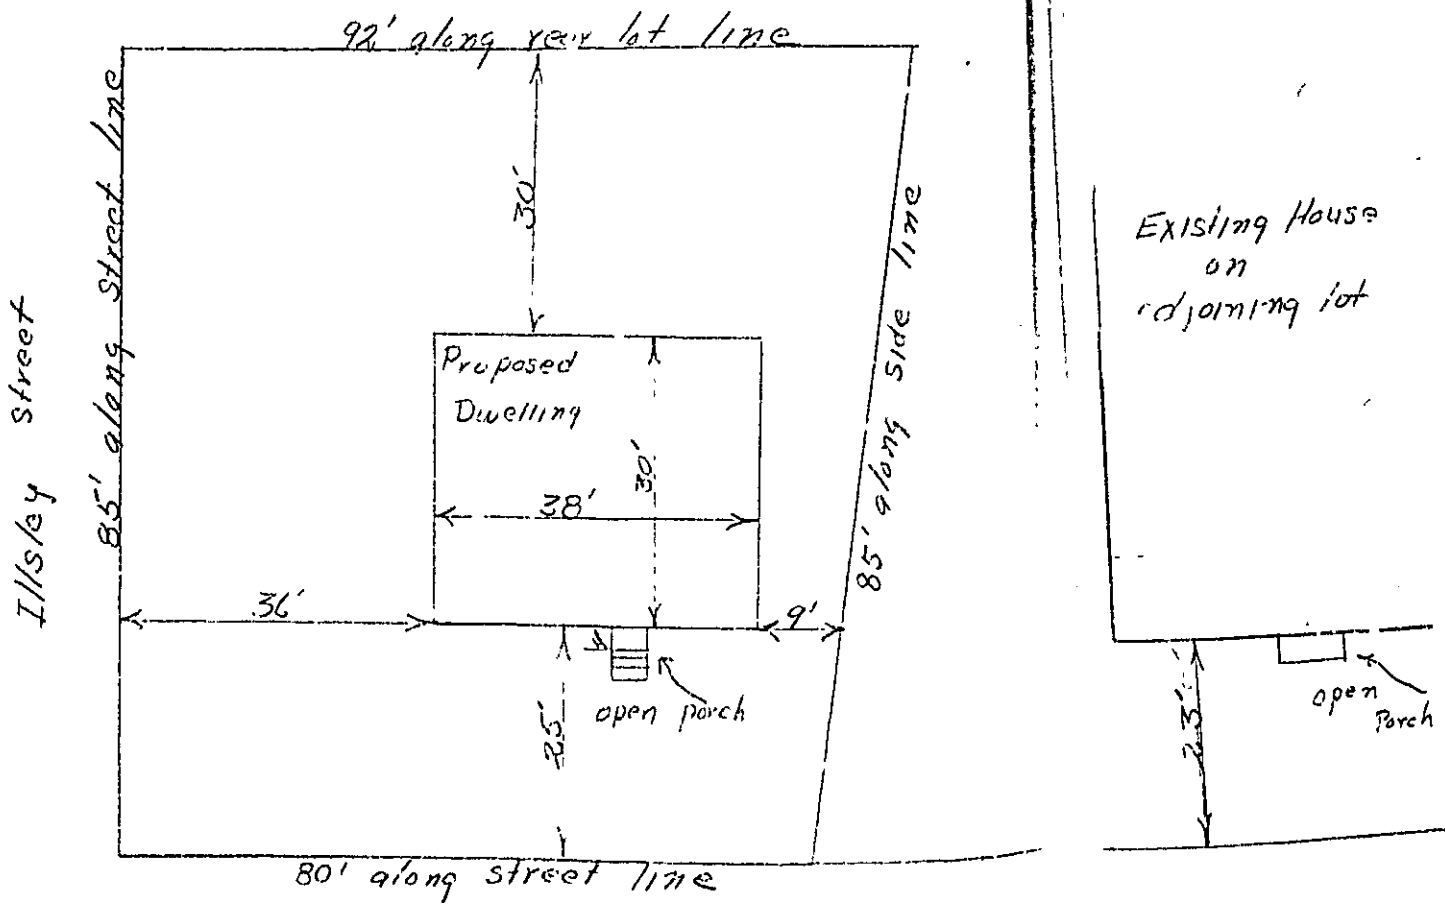 92' along rear lot line
Illsley street
85' along street line
30'
85' along side line
Existing House
on
adjoining lot
Proposed
Dwelling
30'
38'
36'
9'
25'
open porch
23'
open
Porch
80' along street line